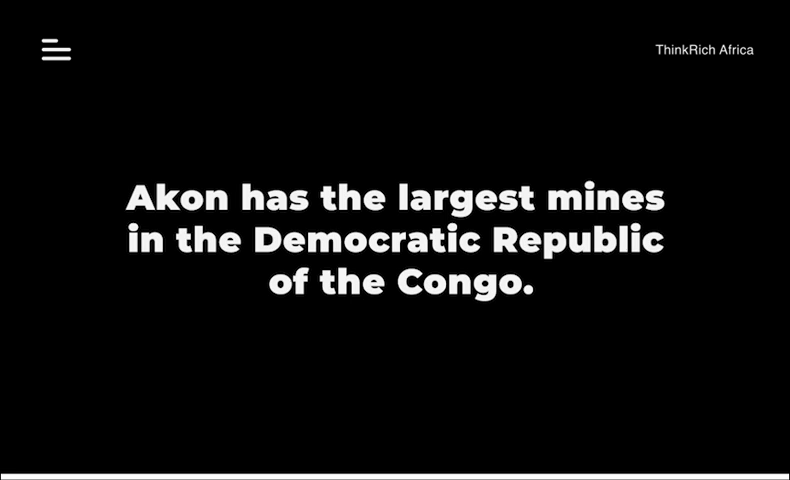 ThinkRich Africa
Akon has the largest mines
in the Democratic Republic
of the Congo.